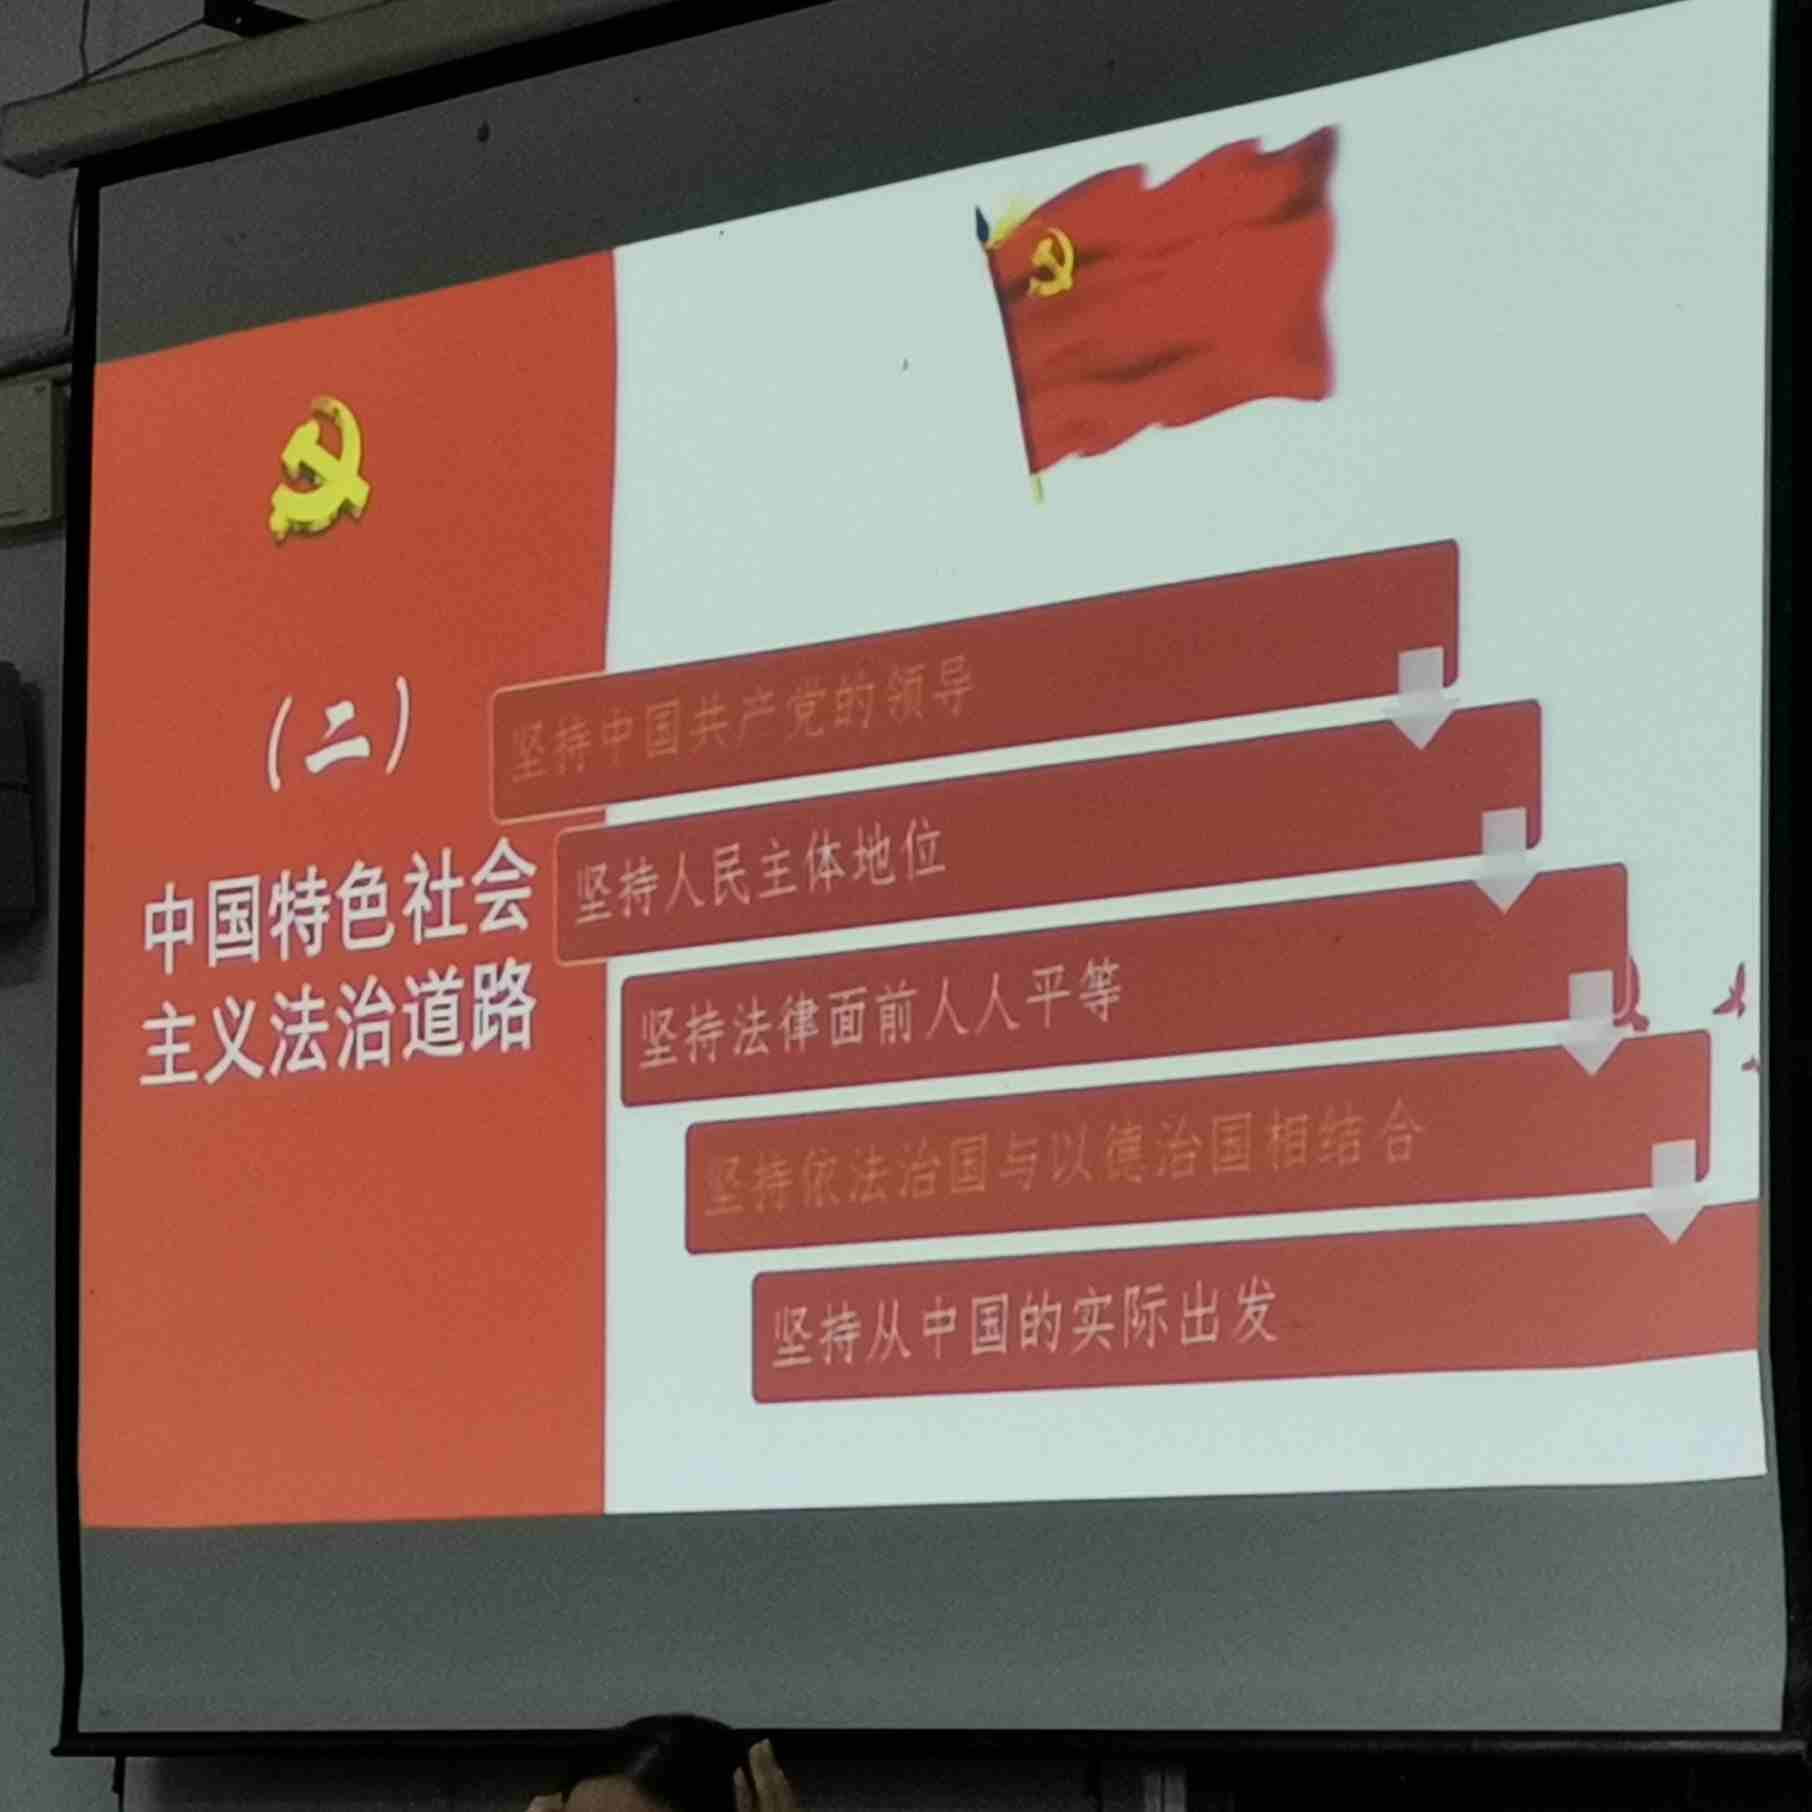 （二）
中国特色社会
主义法治道路
坚持中国共产党的领导
坚持人民主体地位
坚持法律面前人人平等
坚持依法治国与以德治国相结合
坚持从中国的实际出发